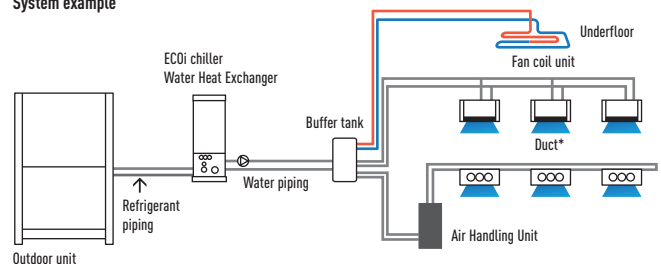 System example
Underfloor
ECOi chiller
Water Heat Exchanger
Fan coil unit
Buffer tank
Duct*
Water piping
Refrigerant
piping
Air Handling Unit
Outdoor unit